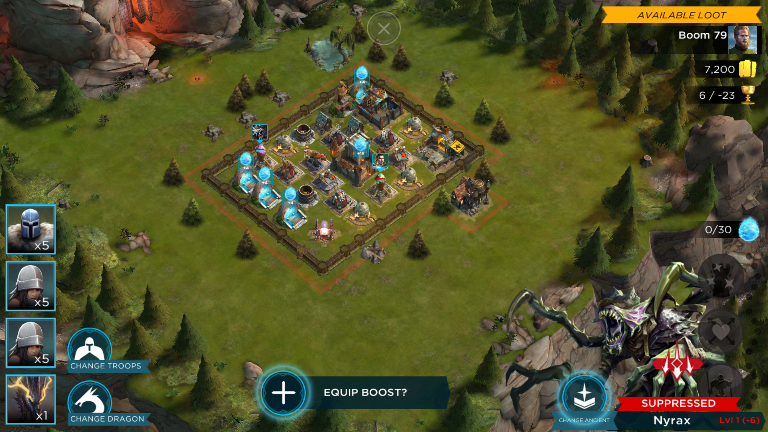 AVAILABLE LOOT
Boom 79
7,200
6 / -23
0/30
x5
x5
x5
x1
CHANGE TROOPS
CHANGE DRAGON
EQUIP BOOST?
CHANGE ANCIENT
SUPPRESSED
Nyrax
Lvl 1 (-6)